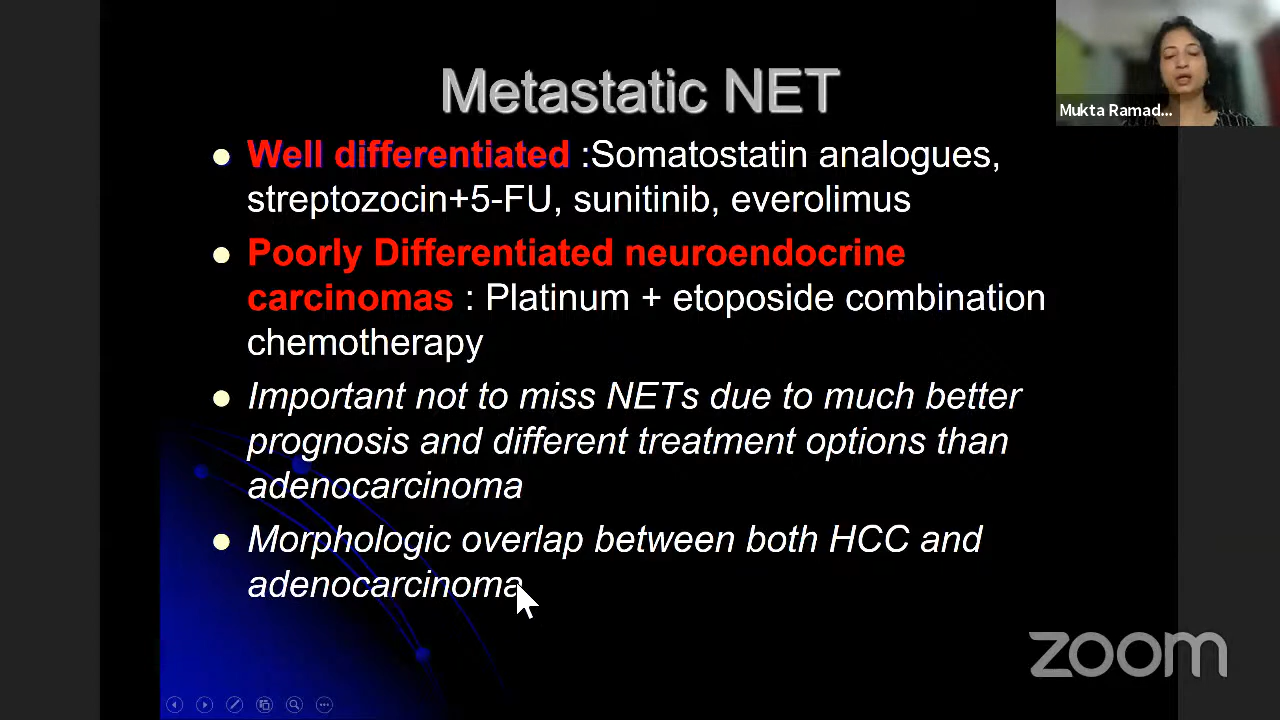 Metastatic NET
Mukta Ramad...
Well differentiated :Somatostatin analogues,
streptozocin+5-FU, sunitinib, everolimus
Poorly Differentiated neuroendocrine
carcinomas : Platinum + etoposide combination
chemotherapy
Important not to miss NETs due to much better
prognosis and different treatment options than
adenocarcinoma
Morphologic overlap between both HCC and
adenocarcinoma
zoom